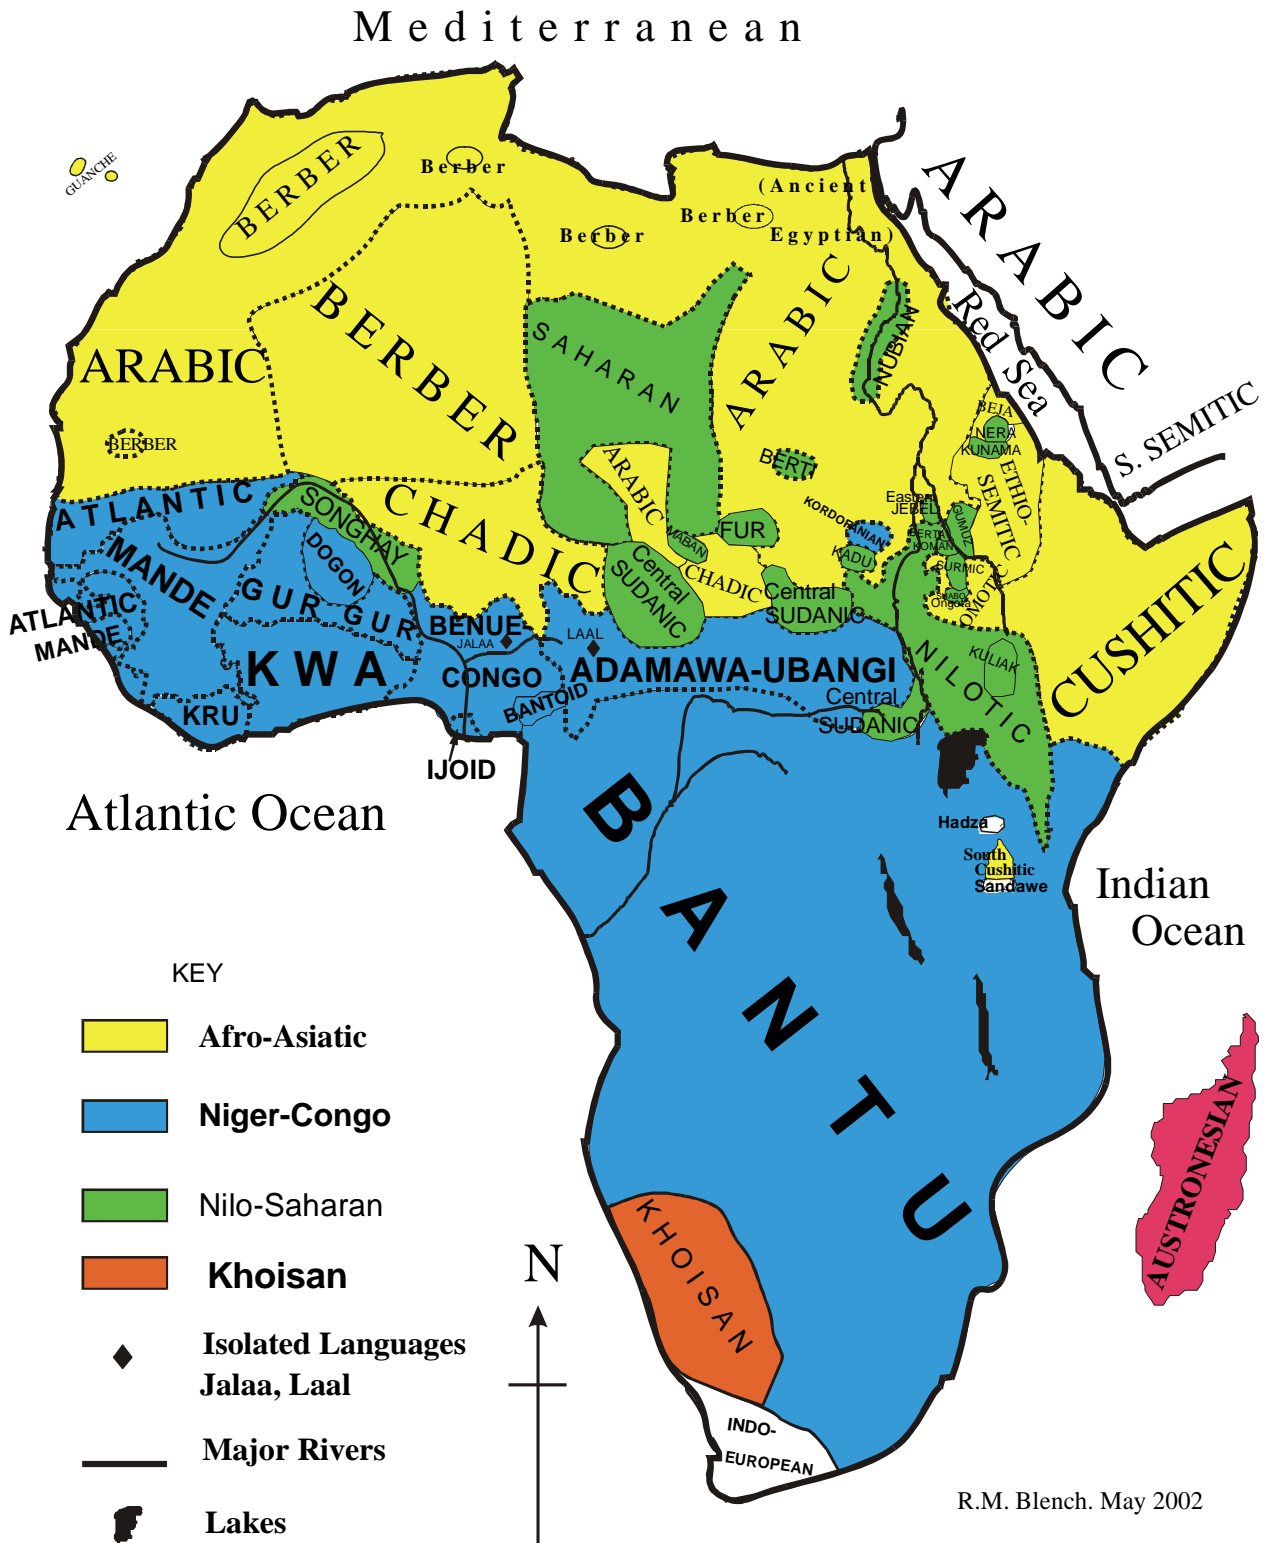 Mediterranean
GUANCHE
BERBER
Berber
Berber
Berber
(Ancient
Egyptian)
ARABIC
Red Sea
S. SEMITIC
ARABIC
BERBER
BERBER
SAHARAN
ARABIC
NUBIAN
BEJA
NERA
KUNAMA
ETHIO-
SEMITIC
ATLANTIC
SONGHAY
CHADIC
ARABIC
BERTI
FUR
MABAN
KORDOFANIAN
KADU
Eastern
JEBEL
GUMUZ
BERTA
KOMAN
SURMIC
SHABO
Ongota
OMOTIC
CUSHITIC
MANDE
DOGON
GUR
GUR
ATLANTIC
MANDE
KWA
KRU
BENUE-
JALAA
CONGO
LAAL
BANTOID
IJOID
Central
SUDANIC
CHADIC
Central
SUDANIC
ADAMAWA-UBANGI
Central
SUDANIC
NILOTIC
KULIAK
Atlantic Ocean
BANTU
Hadza
South
Cushitic
Sandawe
Indian
Ocean
KHOISAN
AUSTRONESIAN
INDO-
EUROPEAN
KEY
Afro-Asiatic
Niger-Congo
Nilo-Saharan
Khoisan
Isolated Languages
Jalaa, Laal
Major Rivers
Lakes
N
R.M. Blench. May 2002